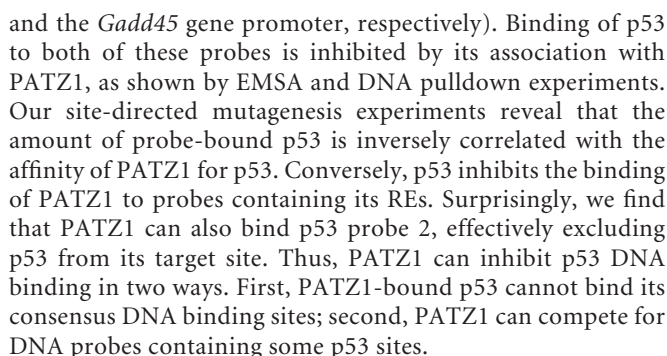 and the Gadd45 gene promoter, respectively). Binding of p53
to both of these probes is inhibited by its association with
PATZ1, as shown by EMSA and DNA pulldown experiments.
Our site-directed mutagenesis experiments reveal that the
amount of probe-bound p53 is inversely correlated with the
affinity of PATZ1 for p53. Conversely, p53 inhibits the binding
of PATZ1 to probes containing its REs. Surprisingly, we find
that PATZ1 can also bind p53 probe 2, effectively excluding
p53 from its target site. Thus, PATZ1 can inhibit p53 DNA
binding in two ways. First, PATZ1-bound p53 cannot bind its
consensus DNA binding sites; second, PATZ1 can compete for
DNA probes containing some p53 sites.